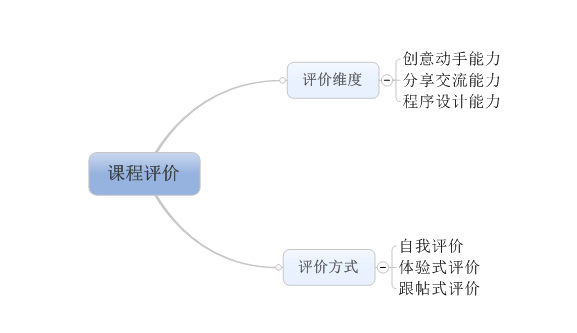 课程评价
评价维度
创意动手能力
分享交流能力
程序设计能力
评价方式
自我评价
体验式评价
跟帖式评价